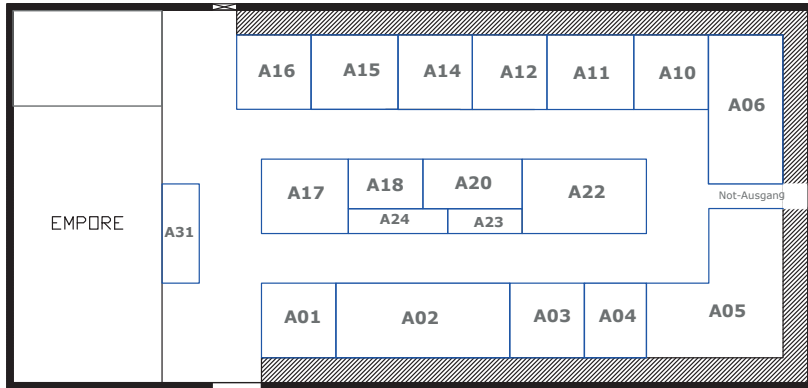 A16
A15
A14
A12
A11
A10
A06
A17
A18
A20
A22
Not-Ausgang
A24
A23
EMPORE
A31
A01
A02
A03
A04
A05